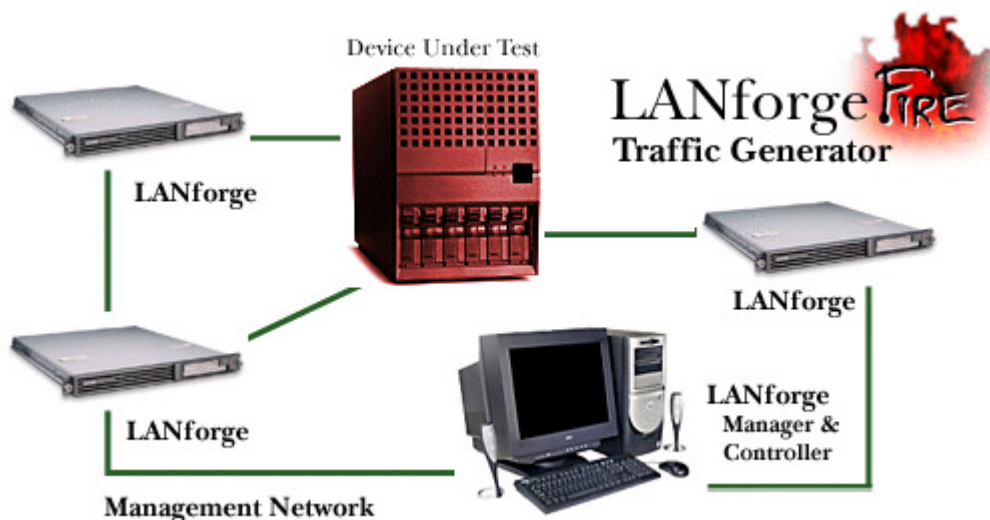 Device Under Test
LANforge FIRE
Traffic Generator
LANforge
LANforge
LANforge
LANforge
Manager &
Controller
Management Network